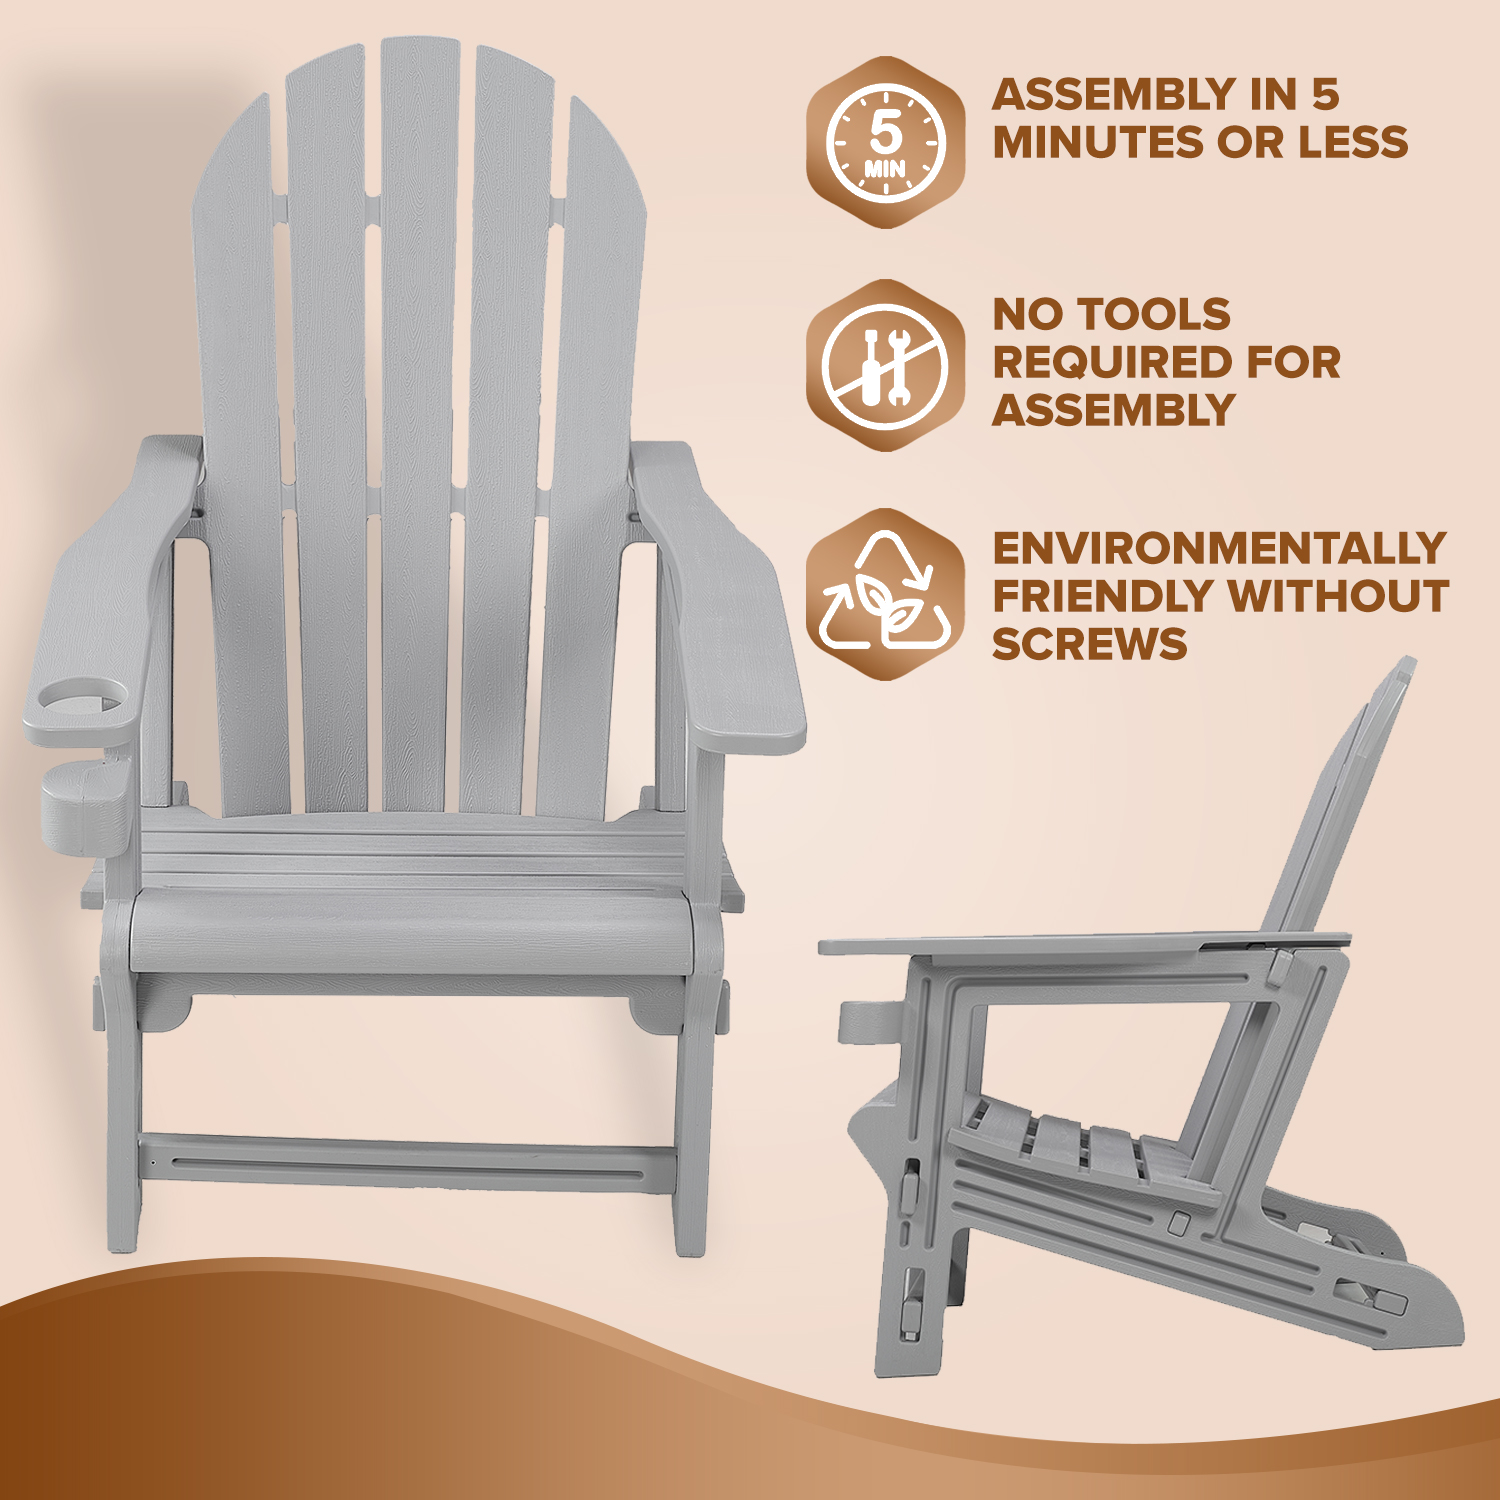 5
MIN
ASSEMBLY IN 5
MINUTES OR LESS
NO TOOLS
REQUIRED FOR
ASSEMBLY
ENVIRONMENTALLY
FRIENDLY WITHOUT
SCREWS